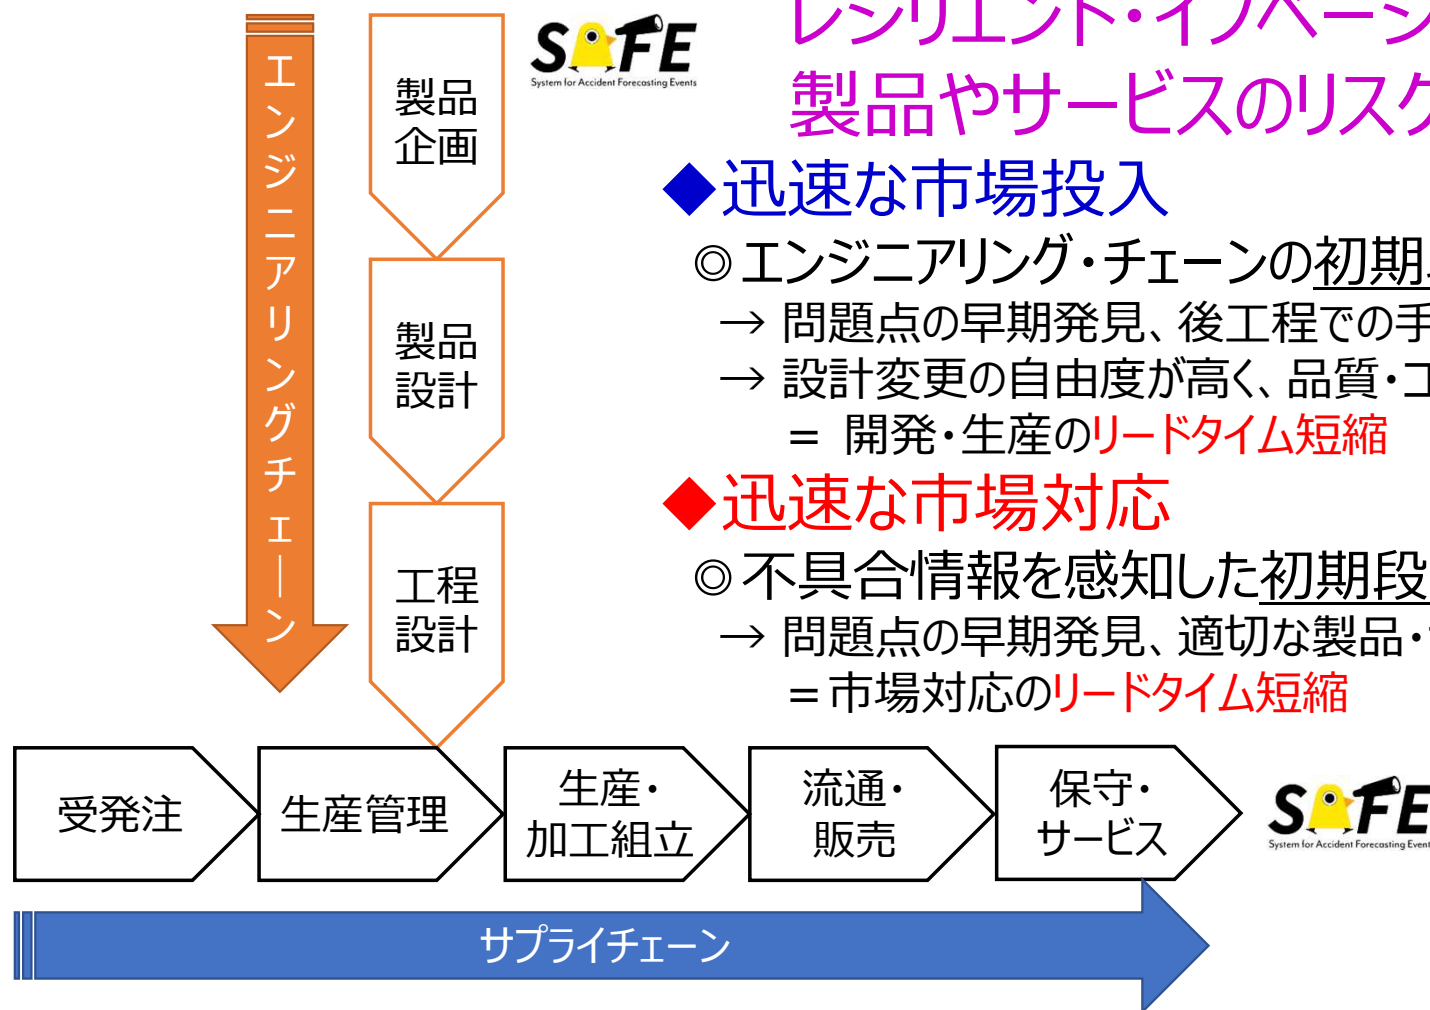 エンジニアリングチェーン
製品
企画
製品
設計
工程
設計
SAFE
System for Accident Forecasting Events
レジリエント・イノベーシ
製品やサービスのリスク
◆迅速な市場投入
◎エンジニアリング・チェーンの初期
→ 問題点の早期発見、後工程での手
→ 設計変更の自由度が高く、品質・コ
= 開発・生産のリードタイム短縮
◆迅速な市場対応
◎不具合情報を感知した初期段
→ 問題点の早期発見、適切な製品・
=市場対応のリードタイム短縮
受発注
生産管理
生産・
加工組立
流通・
販売
保守・
サービス
SAFE
System for Accident Forecasting Event
サプライチェーン